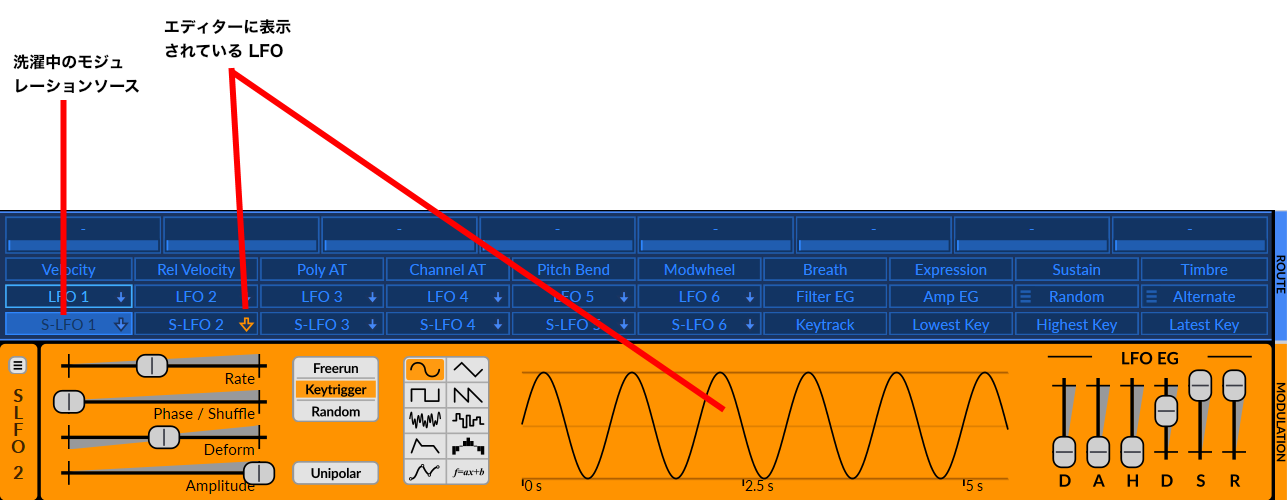 エディターに表示
されている LFO
洗濯中のモジュ
レーションソース
-
-
-
-
-
-
-
Velocity
Rel Velocity
Poly AT
Channel AT
Pitch Bend
Modwheel
Breath
Expression
Sustain
Timbre
LFO 1
LFO 2
LFO 3
LFO 4
LFO 5
LFO 6
Filter EG
Amp EG
Random
Alternate
S-LFO 1
S-LFO 2
S-LFO 3
S-LFO 4
S-LFO 5
S-LFO 6
Keytrack
Lowest Key
Highest Key
Latest Key
ROUTE
SLFO 2
Rate
Phase / Shuffle
Deform
Amplitude
Freerun
Keytrigger
Random
Unipolar
f=ax+b
0 s
2.5 s
5 s
LFO EG
D A H D S R
MODULATION